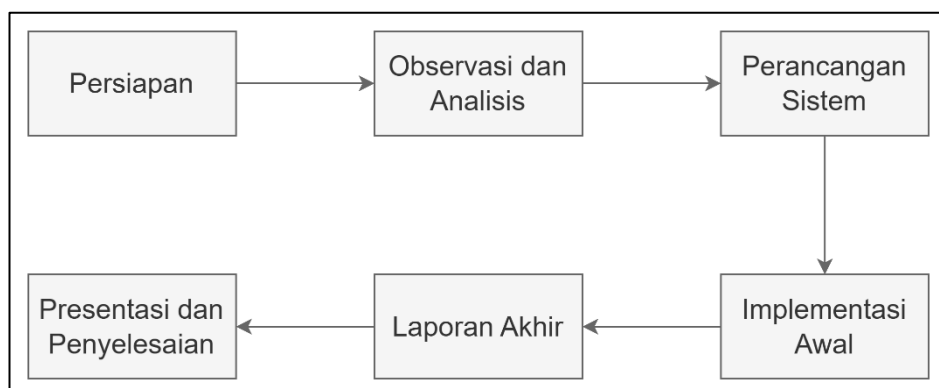 Persiapan
Observasi dan
Analisis
Perancangan
Sistem
Implementasi
Awal
Laporan Akhir
Presentasi dan
Penyelesaian